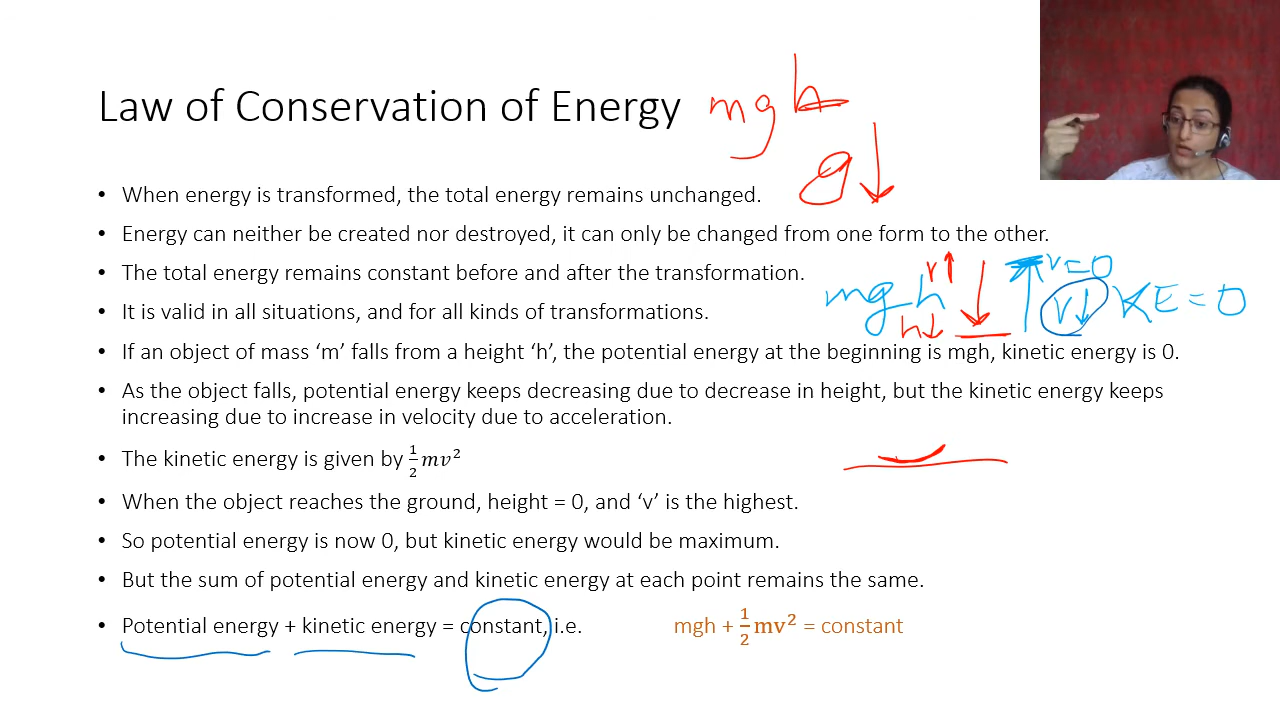 Law of Conservation of Energy mgh
g
• When energy is transformed, the total energy remains unchanged.
• Energy can neither be created nor destroyed, it can only be changed from one form to the other.
• The total energy remains constant before and after the transformation.
v↑ v=0
mgh v↓ KE=0
h↓
• It is valid in all situations, and for all kinds of transformations.
• If an object of mass ‘m’ falls from a height ‘h’, the potential energy at the beginning is mgh, kinetic energy is 0.
• As the object falls, potential energy keeps decreasing due to decrease in height, but the kinetic energy keeps
increasing due to increase in velocity due to acceleration.
• The kinetic energy is given by ½𝑚𝑣²
• When the object reaches the ground, height = 0, and ‘v’ is the highest.
• So potential energy is now 0, but kinetic energy would be maximum.
• But the sum of potential energy and kinetic energy at each point remains the same.
• Potential energy + kinetic energy = constant, i.e. mgh + ½mv² = constant